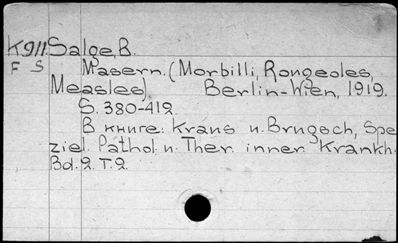 K911 Salge, B.
F S Masern. (Morbilli, Rongeoles,
Measles). Berlin-Wien, 1919.
S. 380-412.
В книге: Kraus u. Brugsch, Spe
ziel. Pathol. u. Ther. inner. Krankh.
Bd. 2. T. 2.